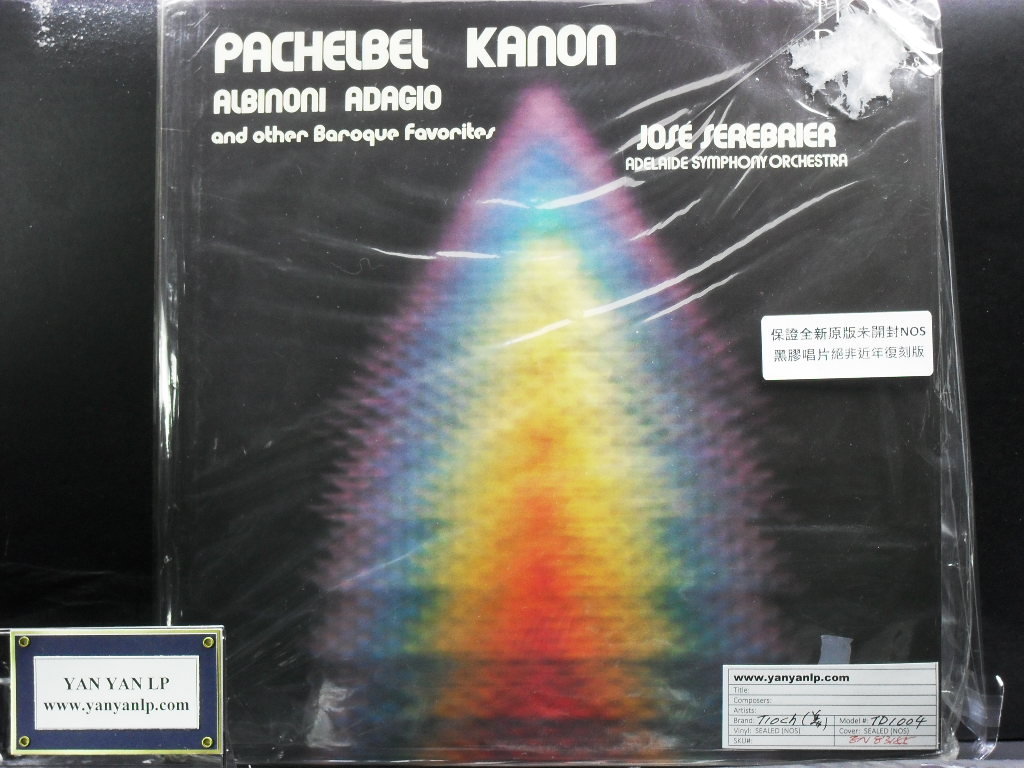 PACHELBEL KANON
ALBINONI ADAGIO
and other Baroque Favorites
JOSÉ SEREBRIER
ADELAIDE SYMPHONY ORCHESTRA
保證全新原版未開封NOS
黑膠唱片絕非近年復刻版
YAN YAN LP
www.yanyanlp.com
www.yanyanlp.com
Title:
Composers:
Artists:
Brand: Tioch Model #: TD1004
Vinyl: SEALED (NOS) Cover: SEALED (NOS)
SKU#: